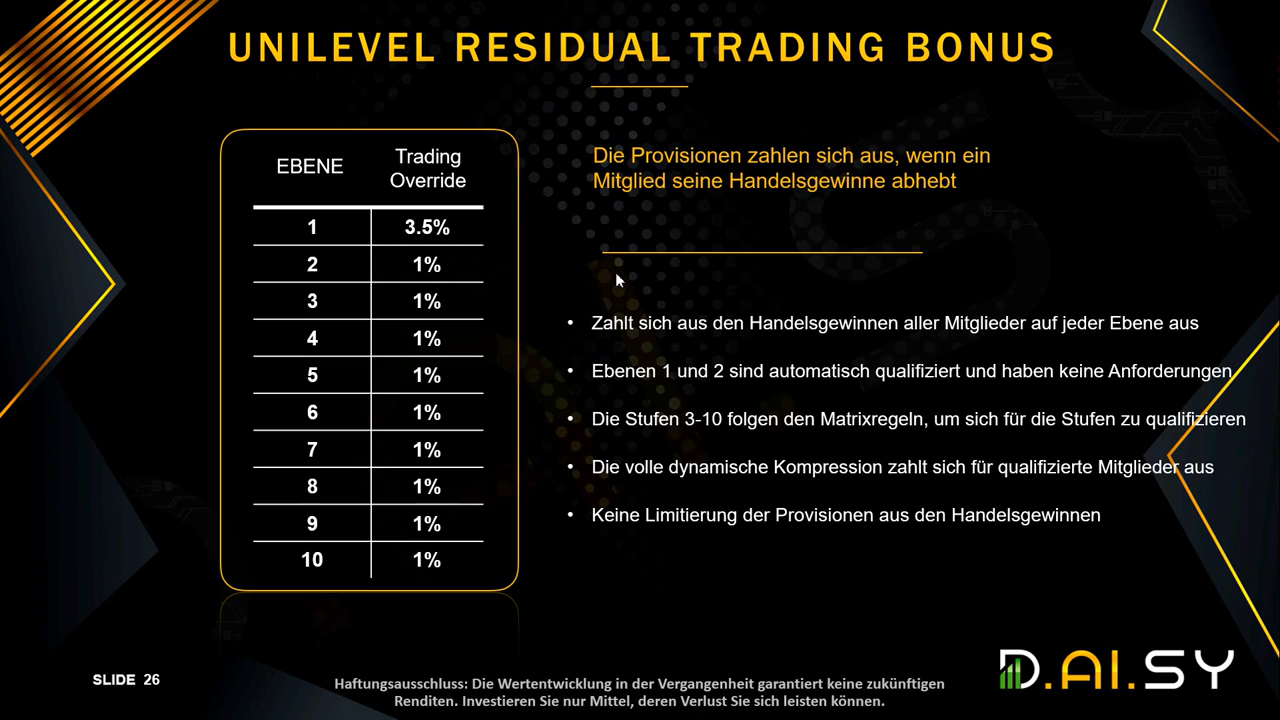 UNILEVEL RESIDUAL TRADING BONUS
EBENE
Trading
Override
1 3.5%
2 1%
3 1%
4 1%
5 1%
6 1%
7 1%
8 1%
9 1%
10 1%
Die Provisionen zahlen sich aus, wenn ein
Mitglied seine Handelsgewinne abhebt
• Zahlt sich aus den Handelsgewinnen aller Mitglieder auf jeder Ebene aus
• Ebenen 1 und 2 sind automatisch qualifiziert und haben keine Anforderungen
• Die Stufen 3-10 folgen den Matrixregeln, um sich für die Stufen zu qualifizieren
• Die volle dynamische Kompression zahlt sich für qualifizierte Mitglieder aus
• Keine Limitierung der Provisionen aus den Handelsgewinnen
SLIDE 26
Haftungsausschluss: Die Wertentwicklung in der Vergangenheit garantiert keine zukünftigen
Renditen. Investieren Sie nur Mittel, deren Verlust Sie sich leisten können.
D.AI.SY